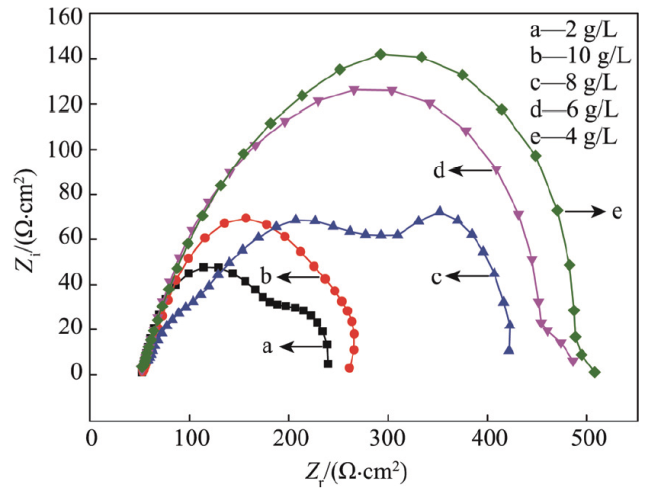 160
140
120
100
80
60
40
20
0
Zi/(Ω·cm²)
0
100
200
300
400
500
Zr/(Ω·cm²)
a—2 g/L
b—10 g/L
c—8 g/L
d—6 g/L
e—4 g/L
d
e
b
c
a